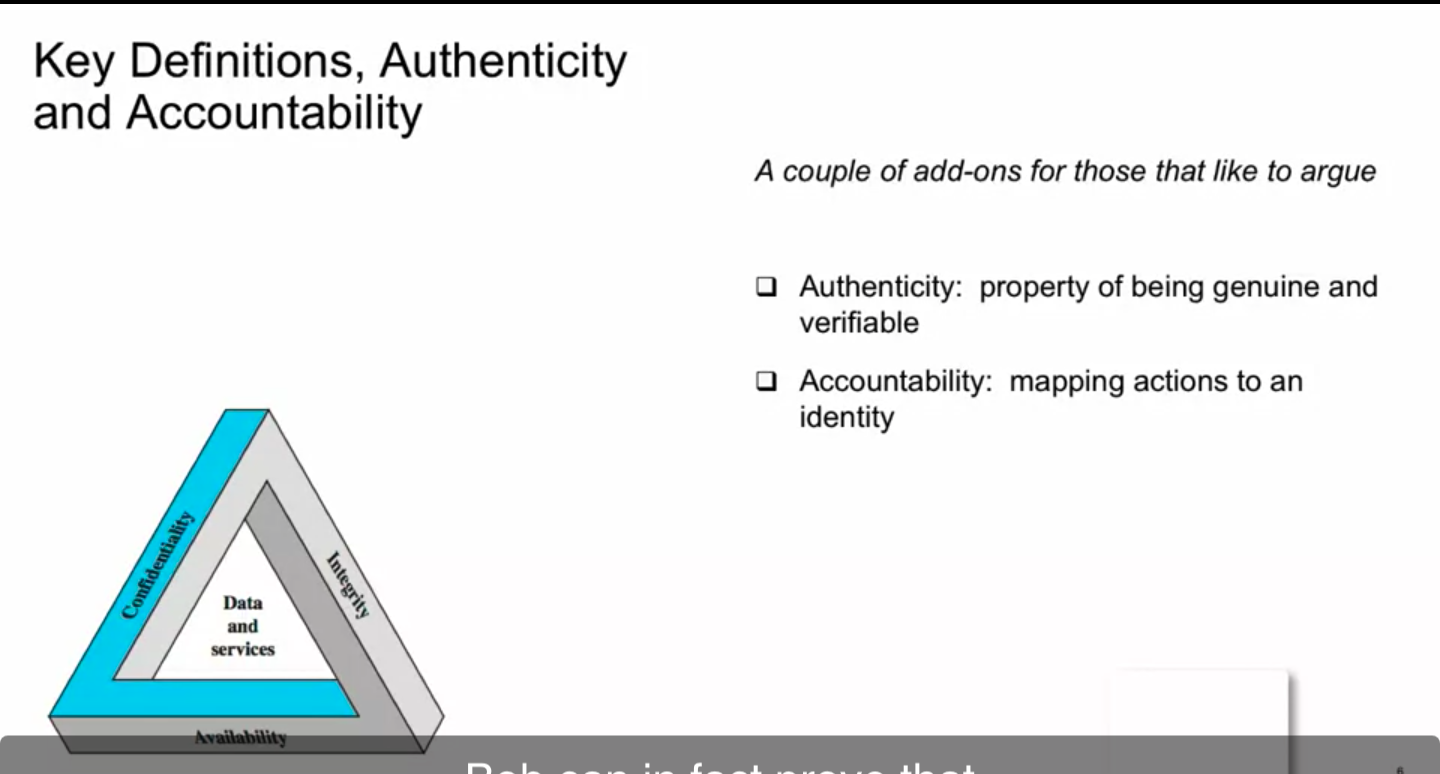 Key Definitions, Authenticity
and Accountability
A couple of add-ons for those that like to argue
❑ Authenticity: property of being genuine and
verifiable
❑ Accountability: mapping actions to an
identity
Confidentiality
Integrity
Data
and
services
Availability
Bob can in fact prove that
6